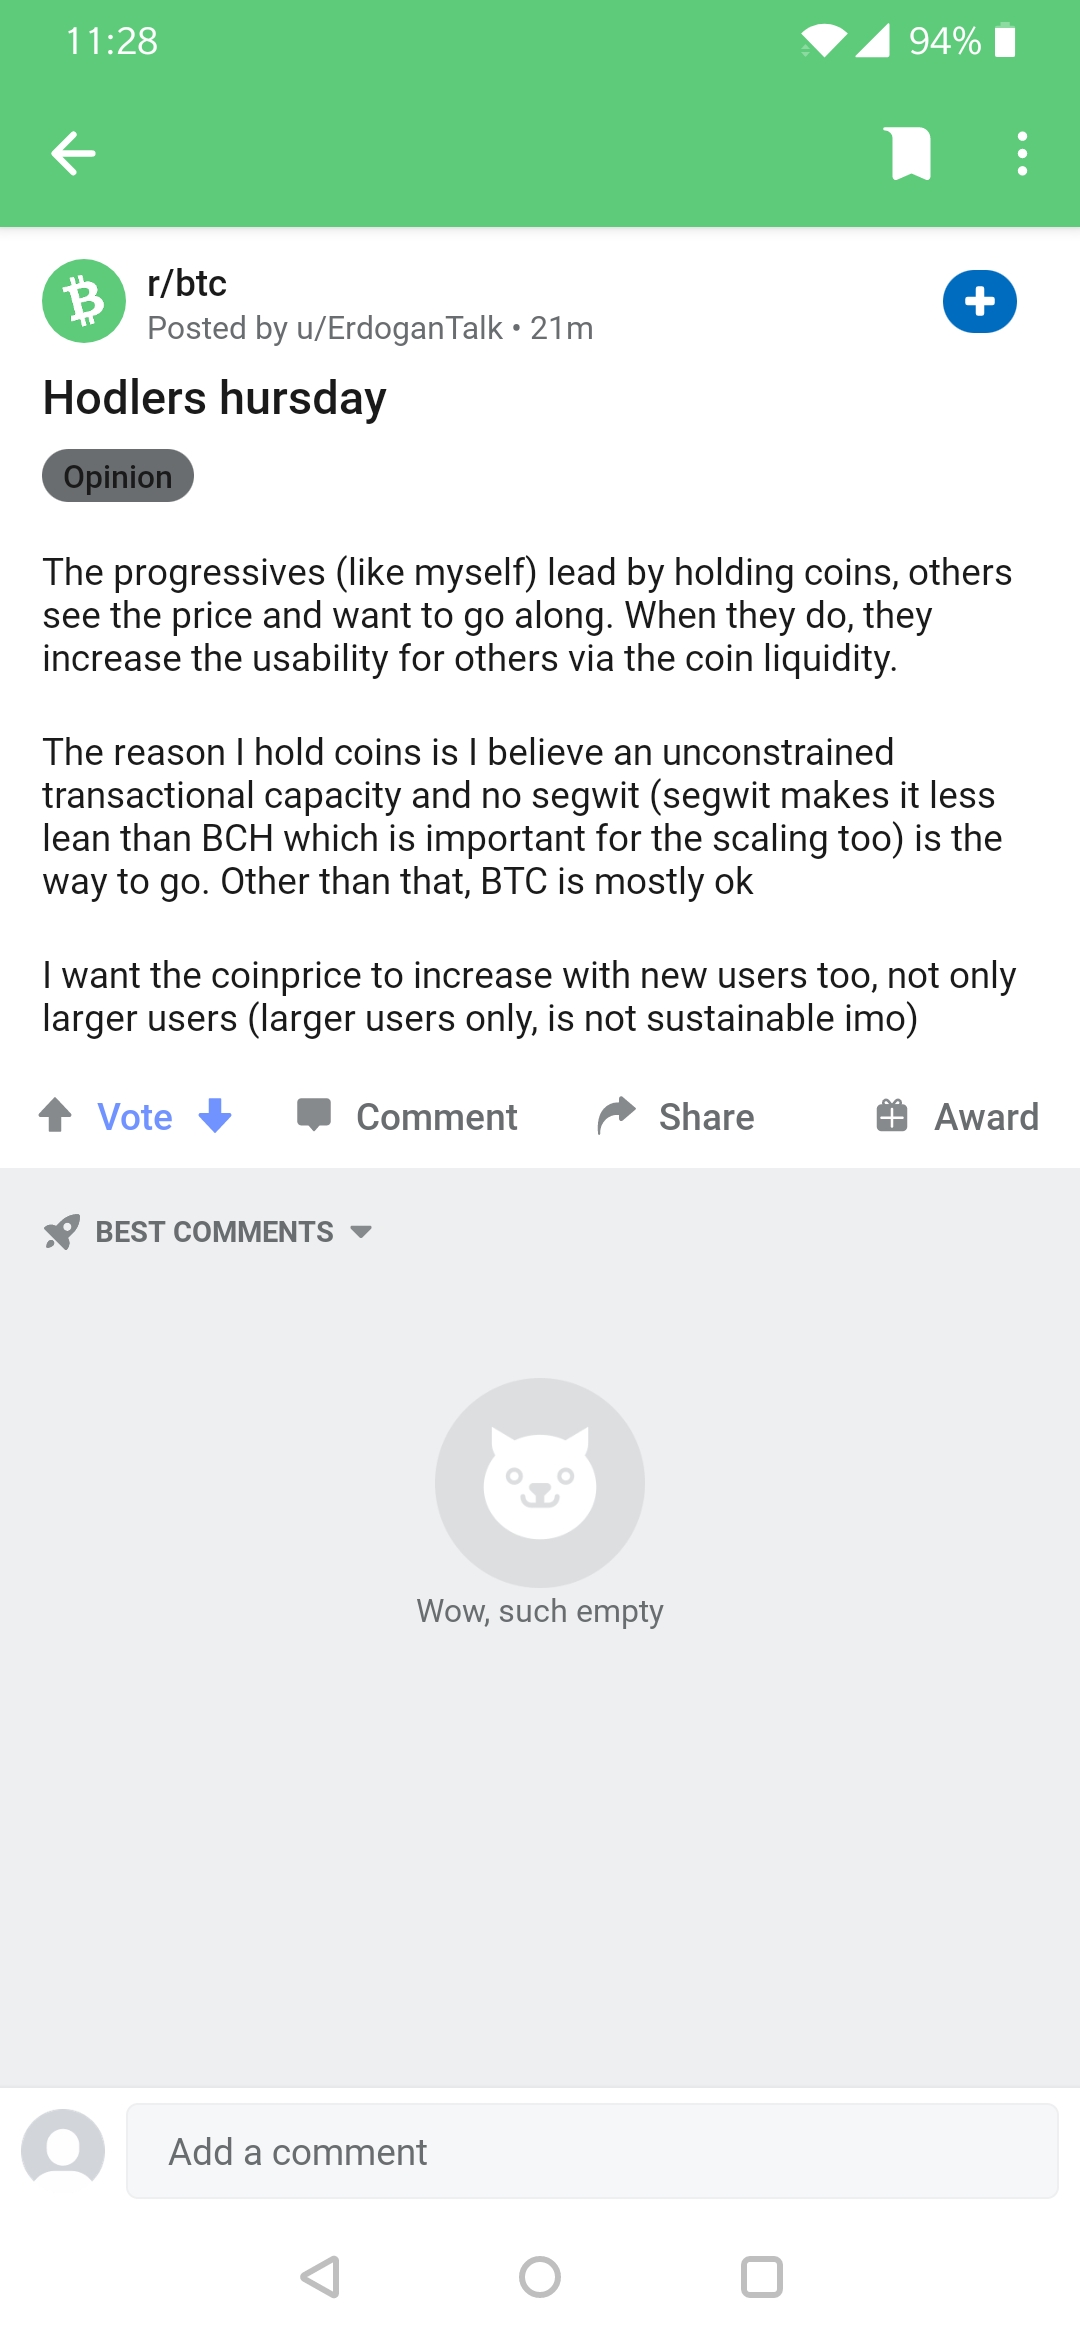 11:28
94%
r/btc
Posted by u/ErdoganTalk • 21m
Hodlers hursday
Opinion
The progressives (like myself) lead by holding coins, others
see the price and want to go along. When they do, they
increase the usability for others via the coin liquidity.
The reason I hold coins is I believe an unconstrained
transactional capacity and no segwit (segwit makes it less
lean than BCH which is important for the scaling too) is the
way to go. Other than that, BTC is mostly ok
I want the coinprice to increase with new users too, not only
larger users (larger users only, is not sustainable imo)
Vote Comment Share Award
BEST COMMENTS
Wow, such empty
Add a comment